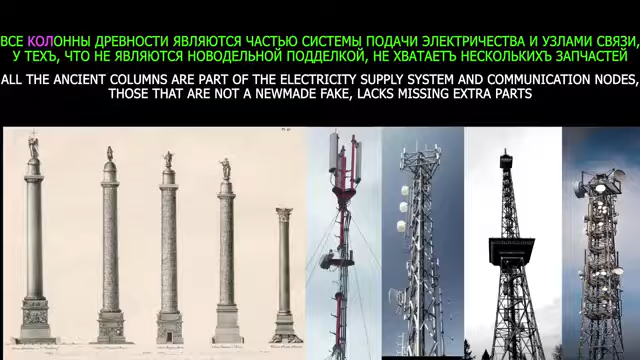 ВСЕ КОЛОННЫ ДРЕВНОСТИ ЯВЛЯЮТСЯ ЧАСТЬЮ СИСТЕМЫ ПОДАЧИ ЭЛЕКТРИЧЕСТВА И УЗЛАМИ СВЯЗИ,
У ТЕХЪ, ЧТО НЕ ЯВЛЯЮТСЯ НОВОДЕЛЬНОЙ ПОДДЕЛКОЙ, НЕ ХВАТАЕТЪ НЕСКОЛЬКИХЪ ЗАПЧАСТЕЙ
ALL THE ANCIENT COLUMNS ARE PART OF THE ELECTRICITY SUPPLY SYSTEM AND COMMUNICATION NODES,
THOSE THAT ARE NOT A NEWMADE FAKE, LACKS MISSING EXTRA PARTS